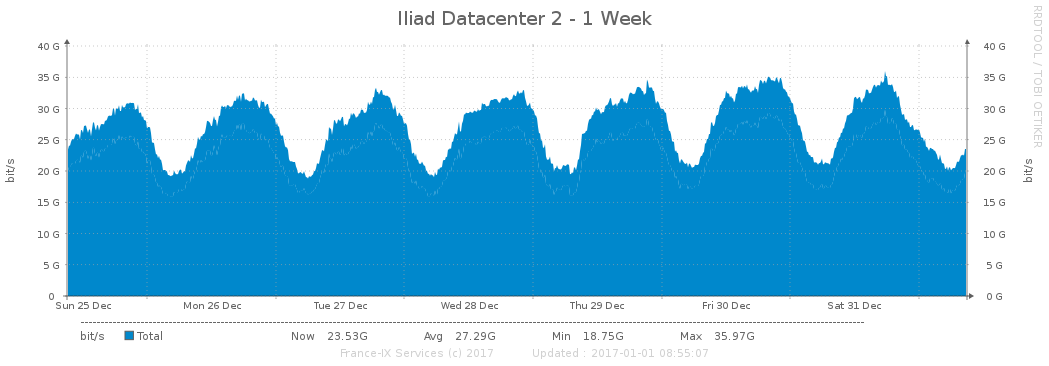 Iliad Datacenter 2 - 1 Week
RRDTOOL / TOBI OETIKER
40 G 40 G
35 G 35 G
30 G 30 G
25 G 25 G
20 G 20 G
15 G 15 G
10 G 10 G
5 G 5 G
0 0 G
bit/s
bit/s
Sun 25 Dec Mon 26 Dec Tue 27 Dec Wed 28 Dec Thu 29 Dec Fri 30 Dec Sat 31 Dec
bit/s Total Now 23.53G Avg 27.29G Min 18.75G Max 35.97G
France-IX Services (c) 2017 Updated : 2017-01-01 08:55:07